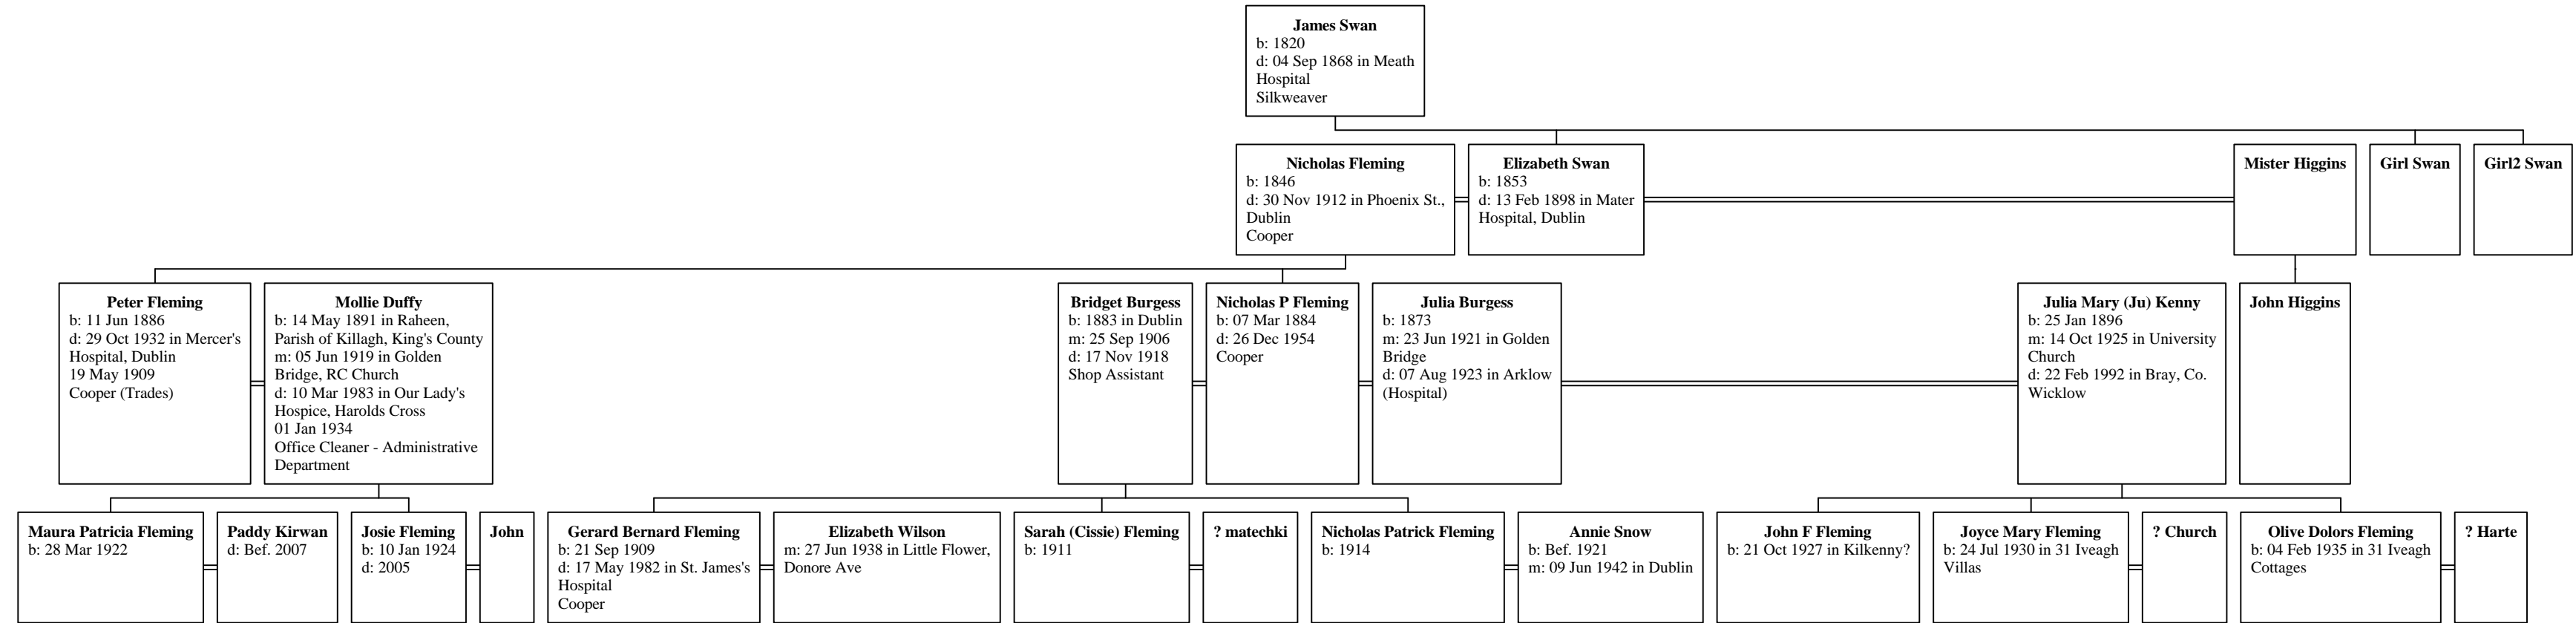 James Swan
b: 1820
d: 04 Sep 1868 in Meath
Hospital
Silkweaver
Nicholas Fleming
b: 1846
d: 30 Nov 1912 in Phoenix St.,
Dublin
Cooper
Elizabeth Swan
b: 1853
d: 13 Feb 1898 in Mater
Hospital, Dublin
Mister Higgins
Girl Swan
Girl2 Swan
Peter Fleming
b: 11 Jun 1886
d: 29 Oct 1932 in Mercer's
Hospital, Dublin
19 May 1909
Cooper (Trades)
Mollie Duffy
b: 14 May 1891 in Raheen,
Parish of Killagh, King's County
m: 05 Jun 1919 in Golden
Bridge, RC Church
d: 10 Mar 1983 in Our Lady's
Hospice, Harolds Cross
01 Jan 1934
Office Cleaner - Administrative
Department
Bridget Burgess
b: 1883 in Dublin
m: 25 Sep 1906
d: 17 Nov 1918
Shop Assistant
Nicholas P Fleming
b: 07 Mar 1884
d: 26 Dec 1954
Cooper
Julia Burgess
b: 1873
m: 23 Jun 1921 in Golden
Bridge
d: 07 Aug 1923 in Arklow
(Hospital)
Julia Mary (Ju) Kenny
b: 25 Jan 1896
m: 14 Oct 1925 in University
Church
d: 22 Feb 1992 in Bray, Co.
Wicklow
John Higgins
Maura Patricia Fleming
b: 28 Mar 1922
Paddy Kirwan
d: Bef. 2007
Josie Fleming
b: 10 Jan 1924
d: 2005
John
Gerard Bernard Fleming
b: 21 Sep 1909
d: 17 May 1982 in St. James's
Hospital
Cooper
Elizabeth Wilson
m: 27 Jun 1938 in Little Flower,
Donore Ave
Sarah (Cissie) Fleming
b: 1911
? matechki
Nicholas Patrick Fleming
b: 1914
Annie Snow
b: Bef. 1921
m: 09 Jun 1942 in Dublin
John F Fleming
b: 21 Oct 1927 in Kilkenny?
Joyce Mary Fleming
b: 24 Jul 1930 in 31 Iveagh
Villas
? Church
Olive Dolors Fleming
b: 04 Feb 1935 in 31 Iveagh
Cottages
? Harte